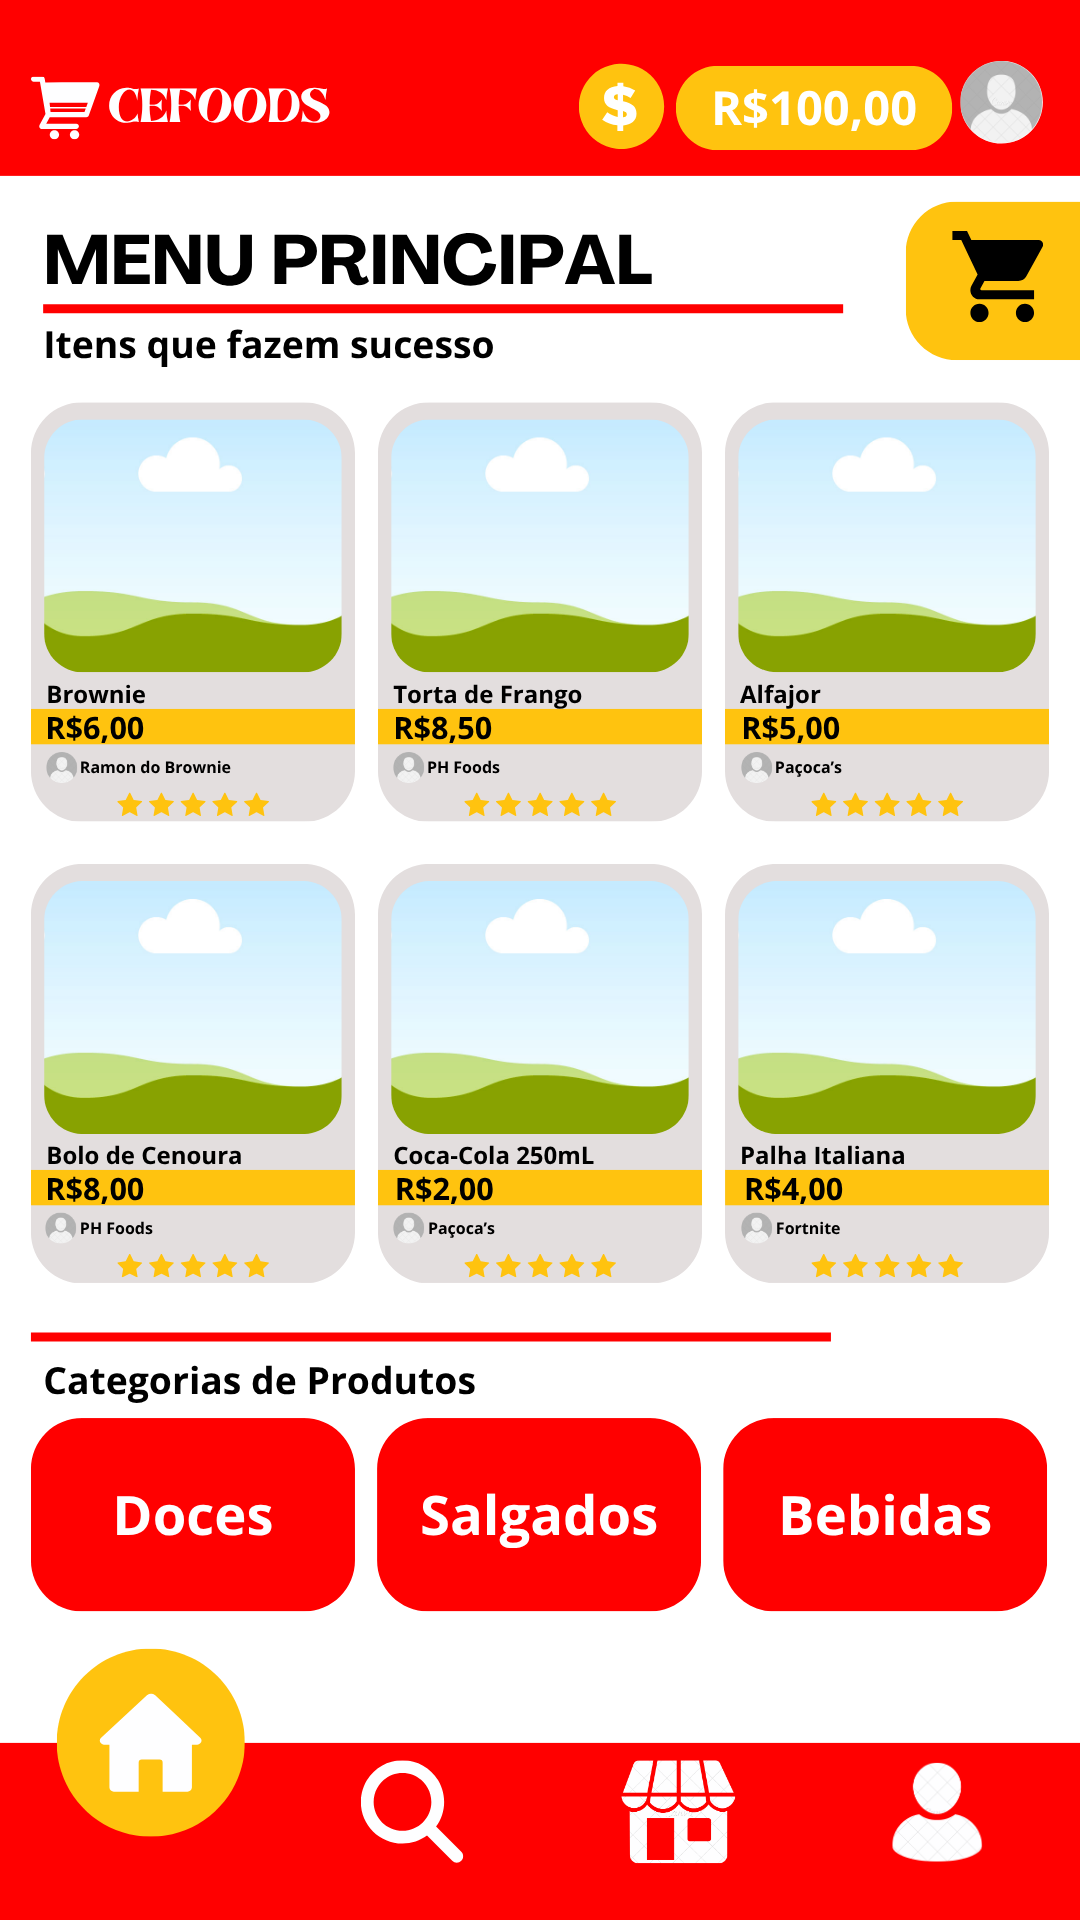 CEFOODS
$
R$100,00
MENU PRINCIPAL
Itens que fazem sucesso
Brownie
R$6,00
Ramon do Brownie
Torta de Frango
R$8,50
PH Foods
Alfajor
R$5,00
Paçoca’s
Bolo de Cenoura
R$8,00
PH Foods
Coca-Cola 250mL
R$2,00
Paçoca’s
Palha Italiana
R$4,00
Fortnite
Categorias de Produtos
Doces
Salgados
Bebidas